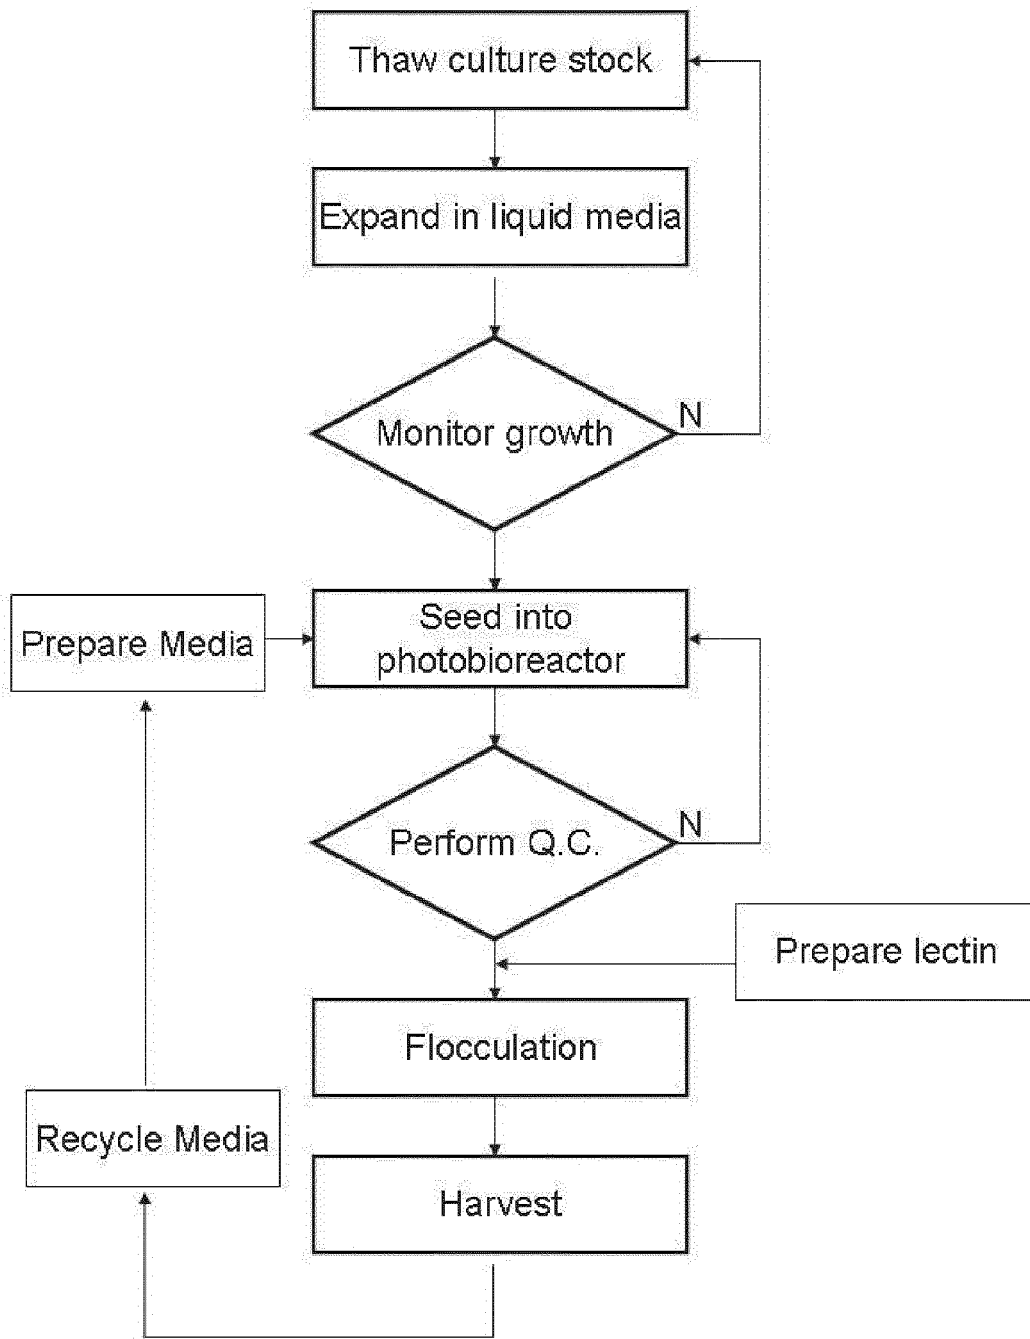 Thaw culture stock
Expand in liquid media
Monitor growth
N
Prepare Media
Seed into
photobioreactor
Perform Q.C.
N
Prepare lectin
Flocculation
Recycle Media
Harvest